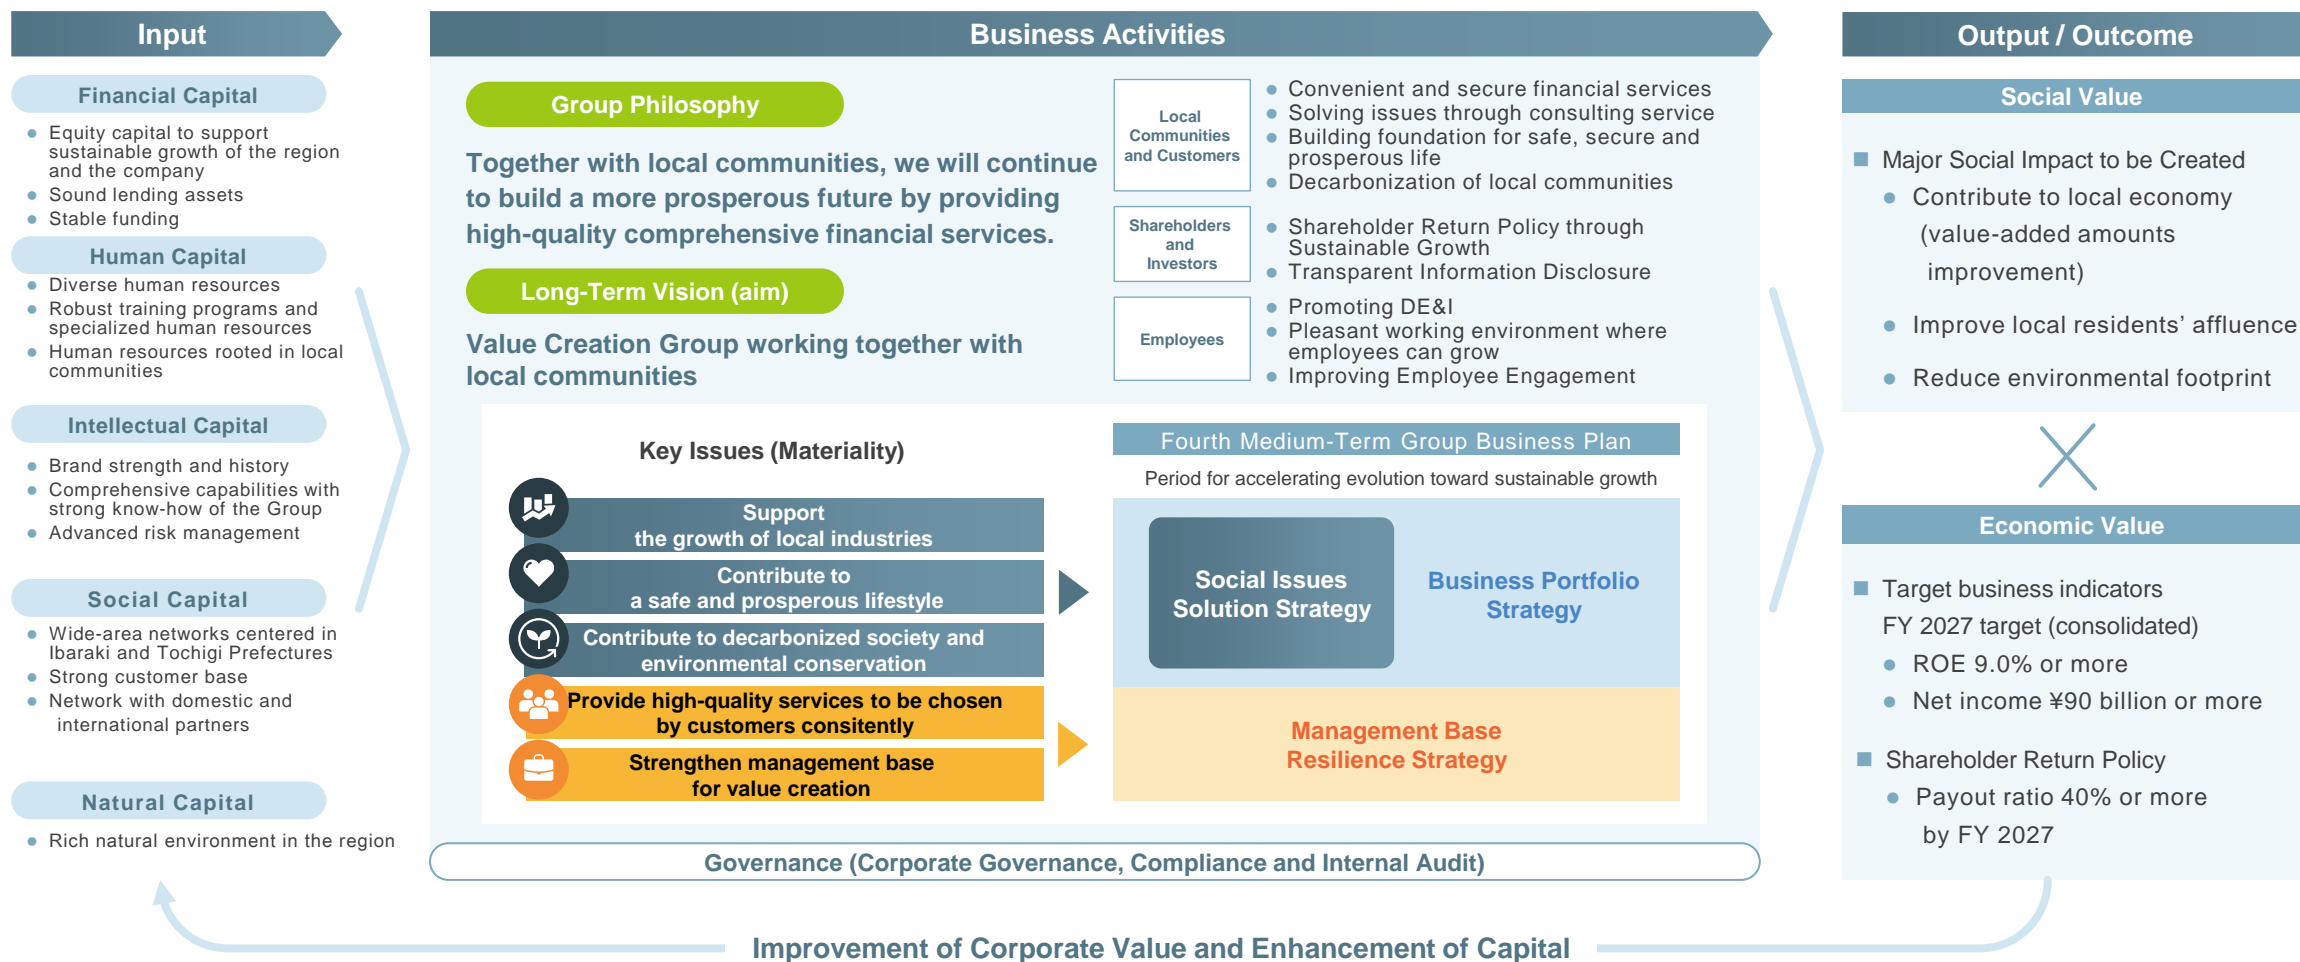 Input
Financial Capital
Equity capital to support
sustainable growth of the region
and the company
Sound lending assets
Stable funding
Human Capital
Diverse human resources
Robust training programs and
specialized human resources
Human resources rooted in local
communities
Intellectual Capital
Brand strength and history
Comprehensive capabilities with
strong know-how of the Group
Advanced risk management
Social Capital
Wide-area networks centered in
Ibaraki and Tochigi Prefectures
Strong customer base
Network with domestic and
international partners
Natural Capital
Rich natural environment in the region
Business Activities
Group Philosophy
Together with local communities, we will continue
to build a more prosperous future by providing
high-quality comprehensive financial services.
Long-Term Vision (aim)
Value Creation Group working together with
local communities
Local
Communities
and Customers
Convenient and secure financial services
Solving issues through consulting service
Building foundation for safe, secure and
prosperous life
Decarbonization of local communities
Shareholders
and
Investors
Shareholder Return Policy through
Sustainable Growth
Transparent Information Disclosure
Employees
Promoting DE&I
Pleasant working environment where
employees can grow
Improving Employee Engagement
Key Issues (Materiality)
Support
the growth of local industries
Contribute to
a safe and prosperous lifestyle
Contribute to decarbonized society and
environmental conservation
Provide high-quality services to be chosen
by customers consitently
Strengthen management base
for value creation
Fourth Medium-Term Group Business Plan
Period for accelerating evolution toward sustainable growth
Social Issues
Solution Strategy
Business Portfolio
Strategy
Management Base
Resilience Strategy
Governance (Corporate Governance, Compliance and Internal Audit)
Output / Outcome
Social Value
Major Social Impact to be Created
Contribute to local economy
(value-added amounts
improvement)
Improve local residents’ affluence
Reduce environmental footprint
Economic Value
Target business indicators
FY 2027 target (consolidated)
ROE 9.0% or more
Net income ¥90 billion or more
Shareholder Return Policy
Payout ratio 40% or more
by FY 2027
Improvement of Corporate Value and Enhancement of Capital